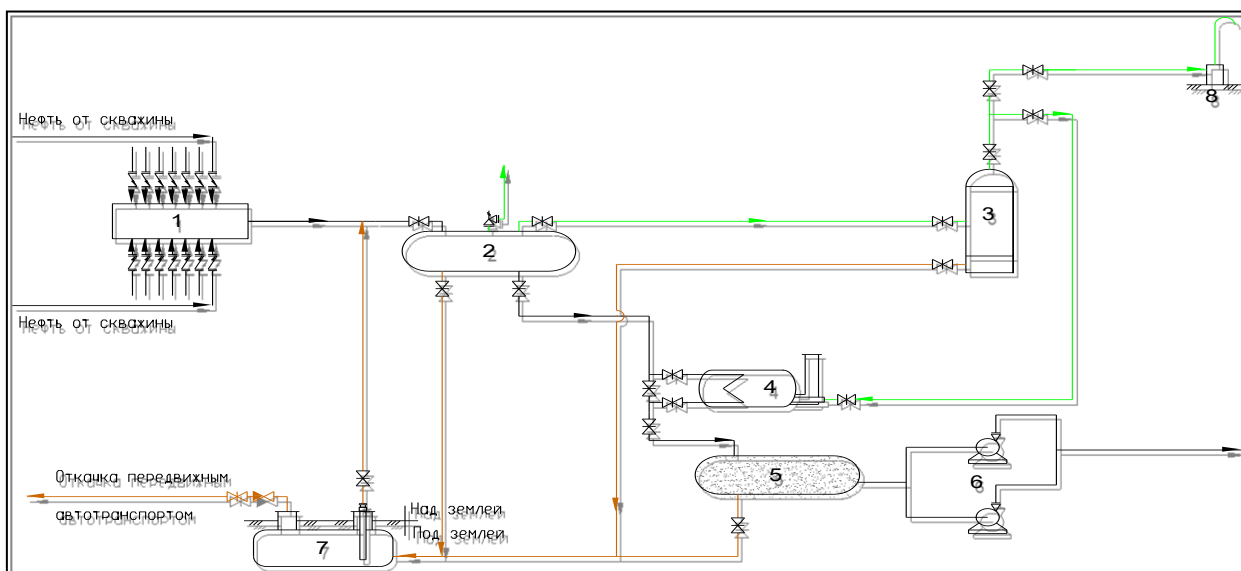 Нефть от скважины
8
1
3
2
Нефть от скважины
4
5
Откачка передвижным
6
автотранспортом
Над землей
Под землей
7